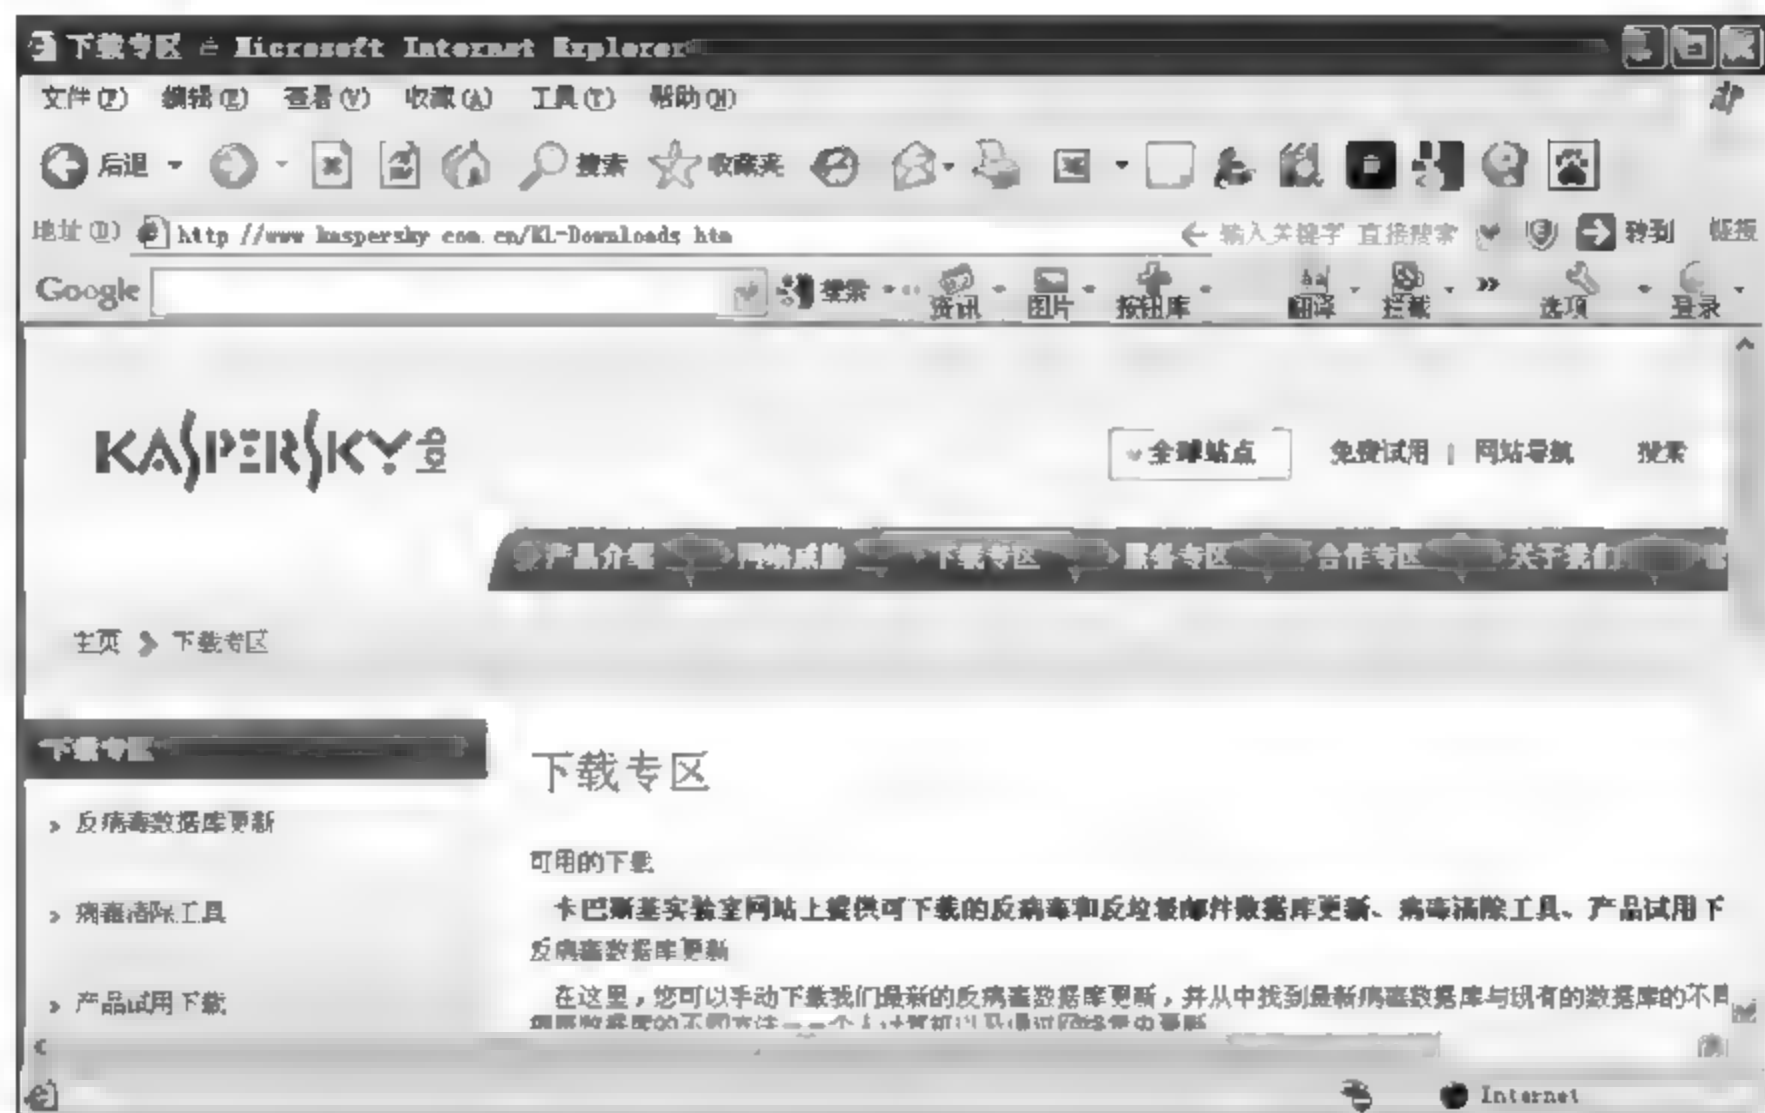 下载专区 - Microsoft Internet Explorer
文件(F) 编辑(E) 查看(V) 收藏(A) 工具(T) 帮助(H)
后退 搜索 收藏夹
地址(D) http //www kaspersky com.cn/KL-Downloads htm 输入关键字 直接搜索 转到 链接
Google 搜索 资讯 图片 按钮库 翻译 拦截 选项 登录
KASPERSKY lab
全球站点 免费试用 | 网站导航 搜索
产品介绍 网络威胁 下载专区 服务专区 合作专区 关于我们
主页 下载专区
下载专区
下载专区
反病毒数据库更新
可用的下载
病毒清除工具
卡巴斯基实验室网站上提供可下载的反病毒和反垃圾邮件数据库更新、病毒清除工具、产品试用下
反病毒数据库更新
产品试用下载
在这里，您可以手动下载我们最新的反病毒数据库更新，并从中找到最新病毒数据库与现有的数据库的不同
Internet